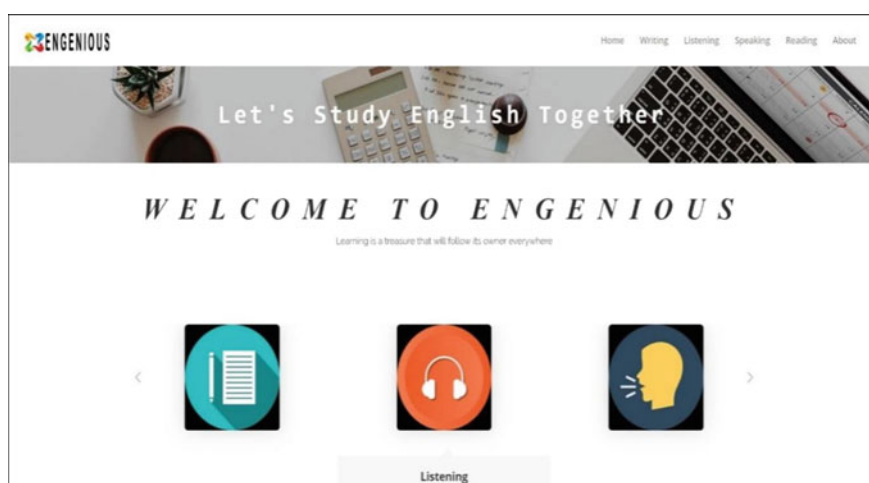 ENGENIOUS
Home Writing Listening Speaking Reading About
Let's Study English Together
WELCOME TO ENGENIOUS
Learning is a treasure that will follow its owner everywhere
Listening